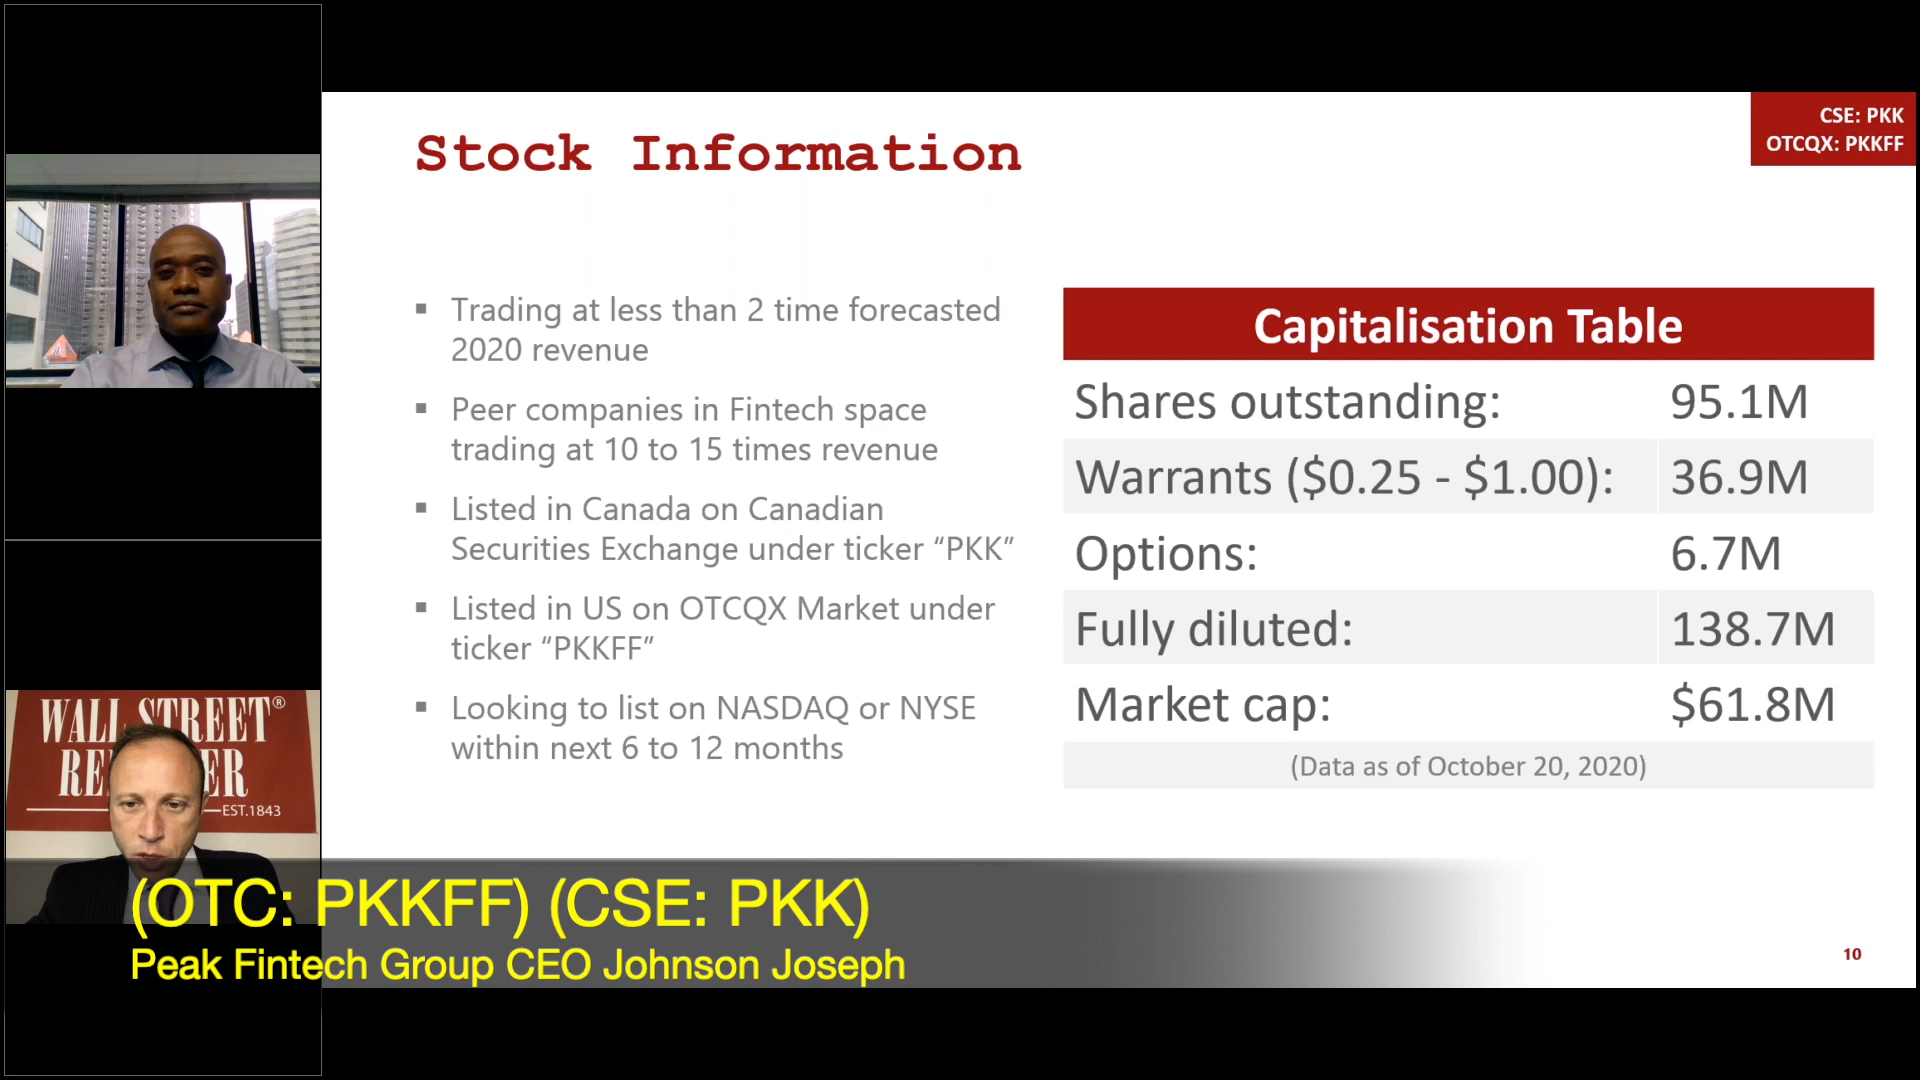 Stock Information
CSE: PKK
OTCQX: PKKFF
▪ Trading at less than 2 time forecasted
2020 revenue
▪ Peer companies in Fintech space
trading at 10 to 15 times revenue
▪ Listed in Canada on Canadian
Securities Exchange under ticker “PKK”
▪ Listed in US on OTCQX Market under
ticker “PKKFF”
▪ Looking to list on NASDAQ or NYSE
within next 6 to 12 months
Capitalisation Table
Shares outstanding: 95.1M
Warrants ($0.25 - $1.00): 36.9M
Options: 6.7M
Fully diluted: 138.7M
Market cap: $61.8M
(Data as of October 20, 2020)
WALL STREET®
RE ER
EST.1843
(OTC: PKKFF) (CSE: PKK)
Peak Fintech Group CEO Johnson Joseph
10